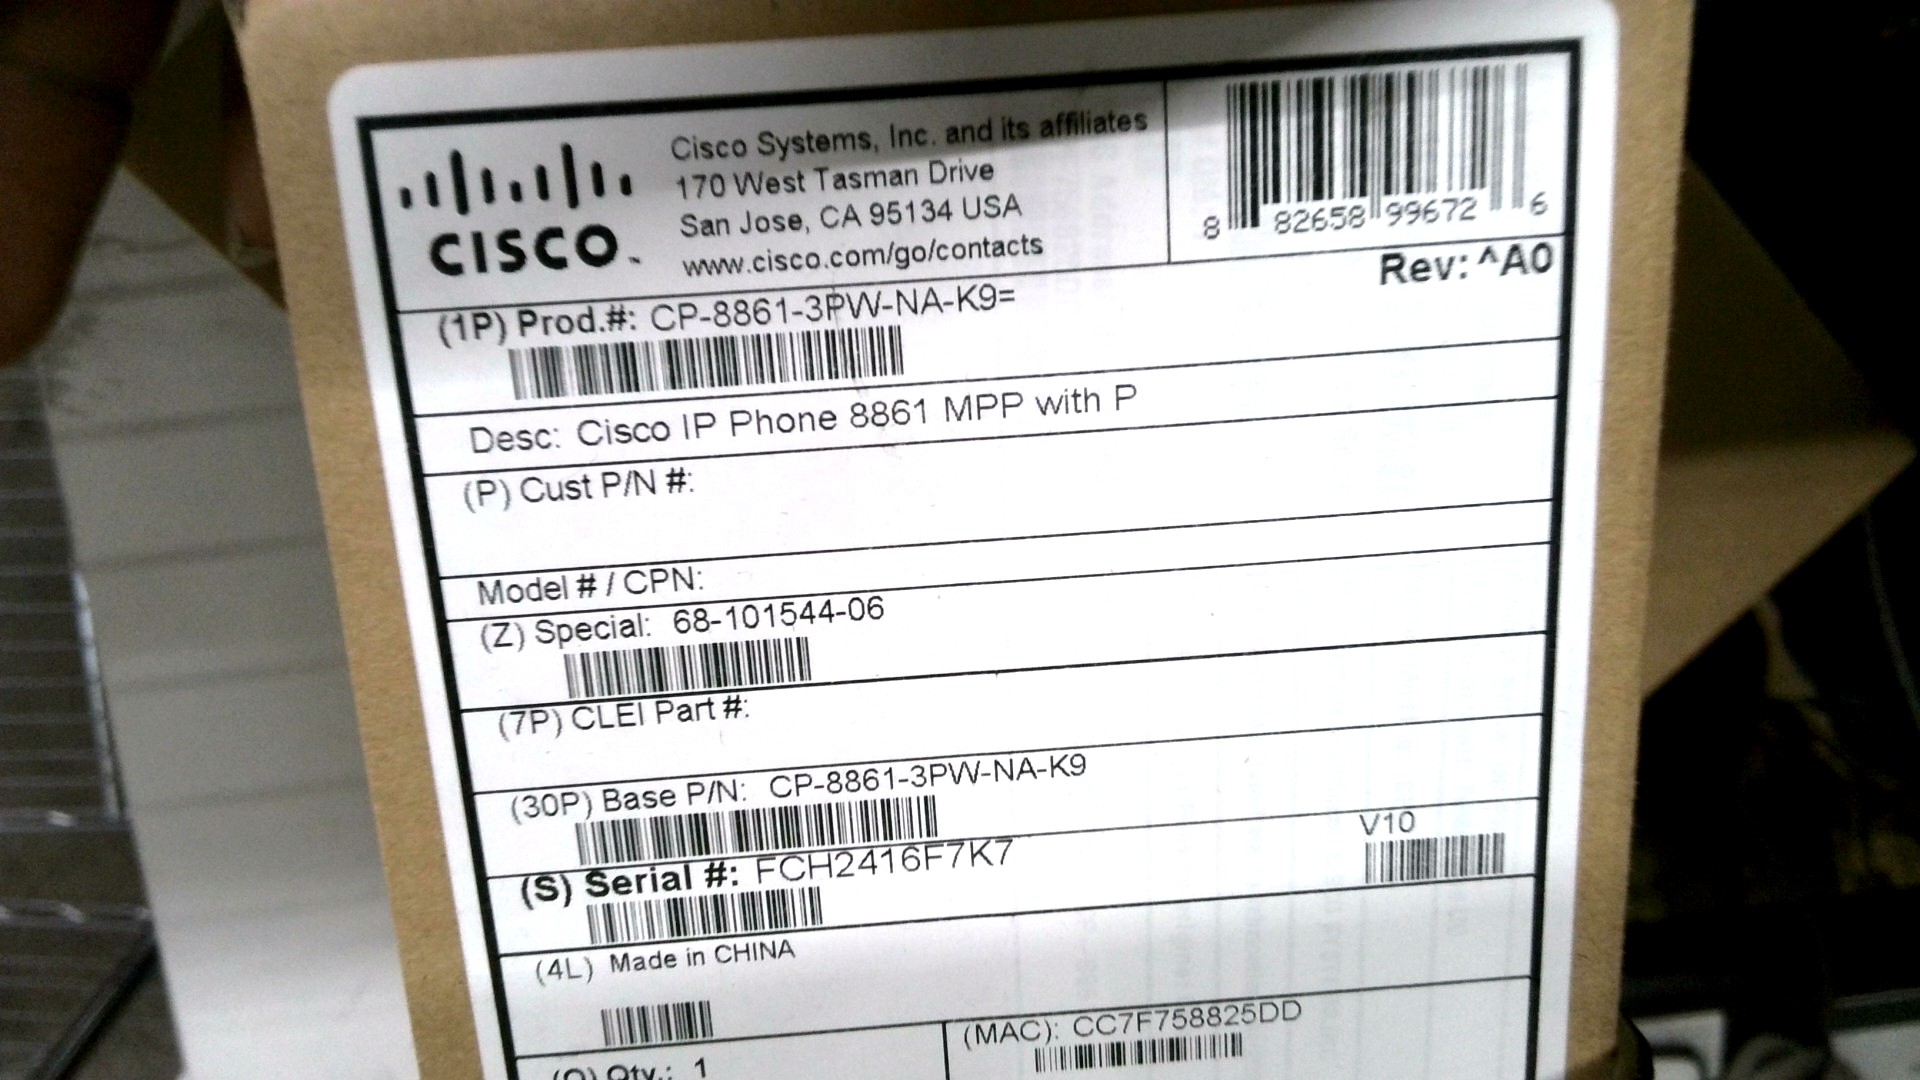 Cisco Systems, Inc. and its affiliates
170 West Tasman Drive
San Jose, CA 95134 USA
www.cisco.com/go/contacts
CISCO
8 82658 99672 6
Rev: ^A0
(1P) Prod.#: CP-8861-3PW-NA-K9=
Desc: Cisco IP Phone 8861 MPP with P
(P) Cust P/N #:
Model # / CPN:
(Z) Special: 68-101544-06
(7P) CLEI Part #:
(30P) Base P/N: CP-8861-3PW-NA-K9
V10
(S) Serial #: FCH2416F7K7
(4L) Made in CHINA
(MAC): CC7F758825DD
(Q) Qty.: 1